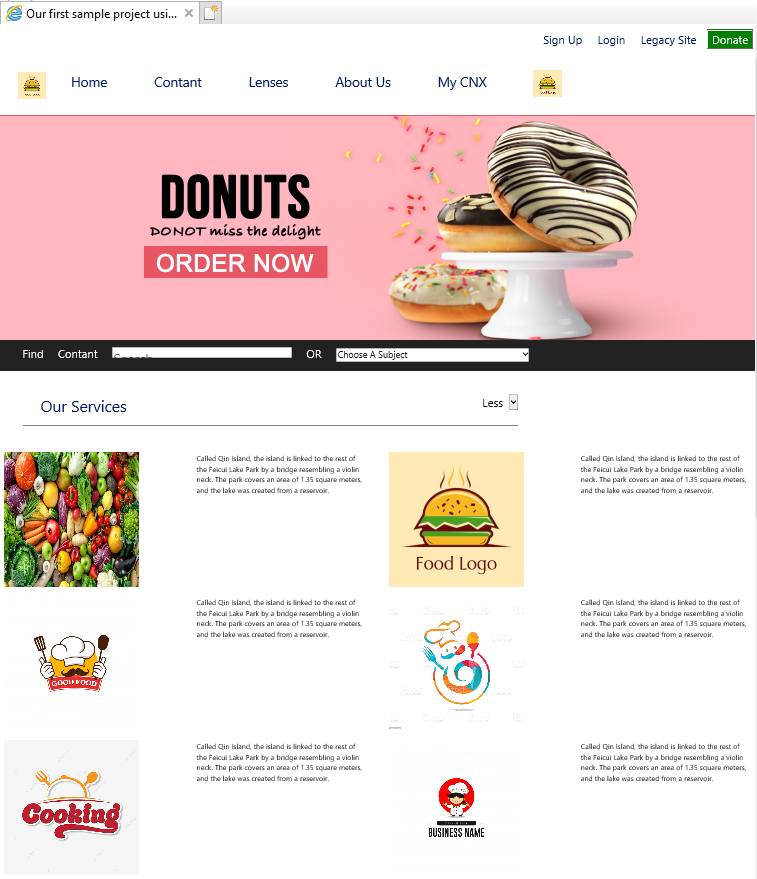 Our first sample project usi...
Sign Up Login Legacy Site Donate
Home Contant Lenses About Us My CNX
DONUTS
DO NOT miss the delight
ORDER NOW
Find Contant Search OR Choose A Subject
Our Services
Less
Called Qin Island, the island is linked to the rest of
the Feicui Lake Park by a bridge resembling a violin
neck. The park covers an area of 1.35 square meters,
and the lake was created from a reservoir.
Food Logo
Called Qin Island, the island is linked to the rest of
the Feicui Lake Park by a bridge resembling a violin
neck. The park covers an area of 1.35 square meters,
and the lake was created from a reservoir.
GOOD FOOD
Called Qin Island, the island is linked to the rest of
the Feicui Lake Park by a bridge resembling a violin
neck. The park covers an area of 1.35 square meters,
and the lake was created from a reservoir.
Called Qin Island, the island is linked to the rest of
the Feicui Lake Park by a bridge resembling a violin
neck. The park covers an area of 1.35 square meters,
and the lake was created from a reservoir.
Cooking
Called Qin Island, the island is linked to the rest of
the Feicui Lake Park by a bridge resembling a violin
neck. The park covers an area of 1.35 square meters,
and the lake was created from a reservoir.
BUSINESS NAME
Called Qin Island, the island is linked to the rest of
the Feicui Lake Park by a bridge resembling a violin
neck. The park covers an area of 1.35 square meters,
and the lake was created from a reservoir.